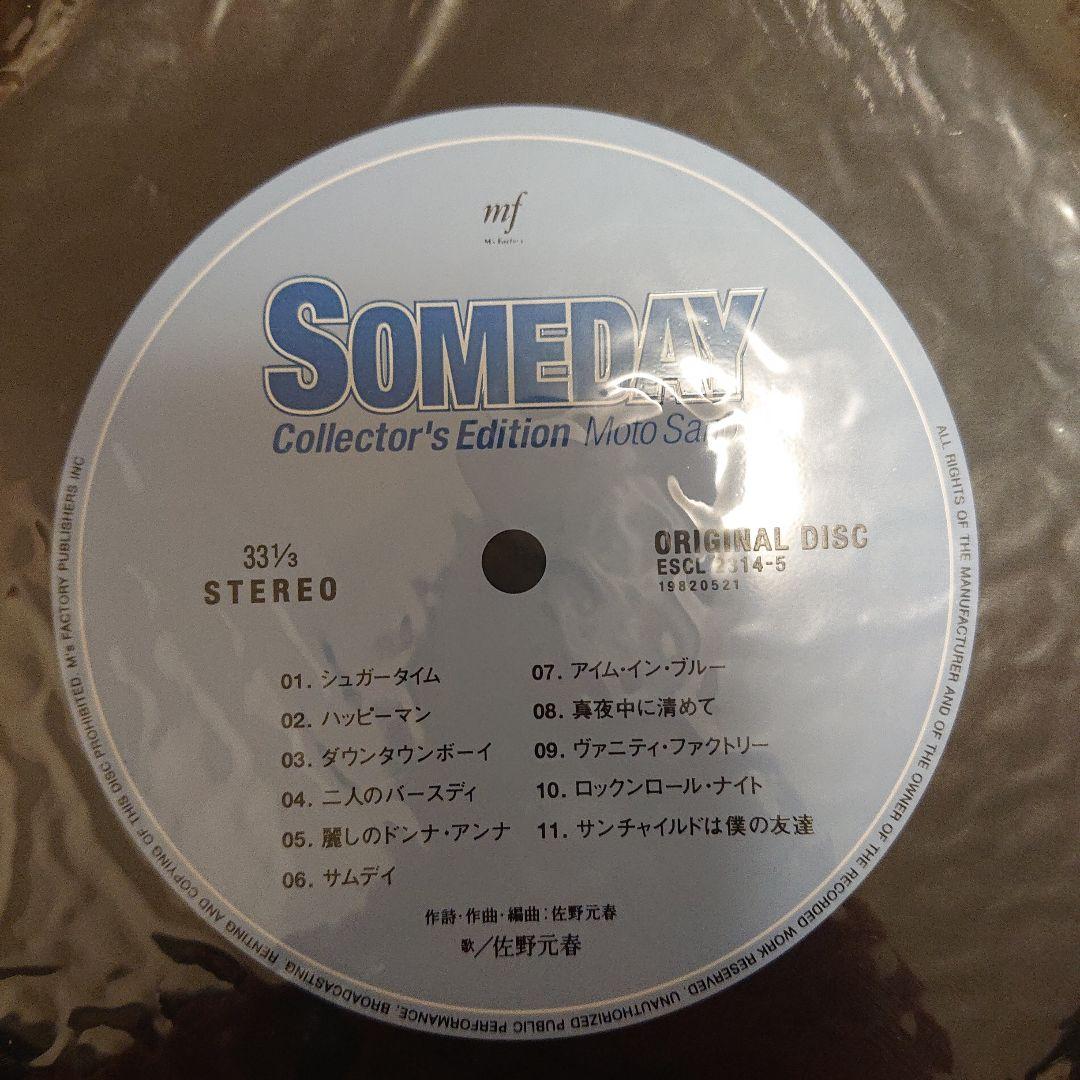 mf
M's Factory
SOMEDAY
Collector's Edition Moto
33⅓
STEREO
ORIGINAL DISC
ESCL 2314-5
19820521
01. シュガータイム
02. ハッピーマン
03. ダウンタウンボーイ
04. 二人のバースデイ
05. 麗しのドンナ・アンナ
06. サムデイ
07. アイム・イン・ブルー
08. 真夜中に清めて
09. ヴァニティ・ファクトリー
10. ロックンロール・ナイト
11. サンチャイルドは僕の友達
作詩・作曲・編曲:佐野元春
歌/佐野元春
ALL RIGHTS OF THE MANUFACTURER AND OF THE OWNER OF THE RECORDED WORK RESERVED. UNAUTHORIZED PUBLIC PERFORMANCE, BROADCASTING, RENTING AND COPYING OF THIS DISC PROHIBITED. M's FACTORY PUBLISHERS INC